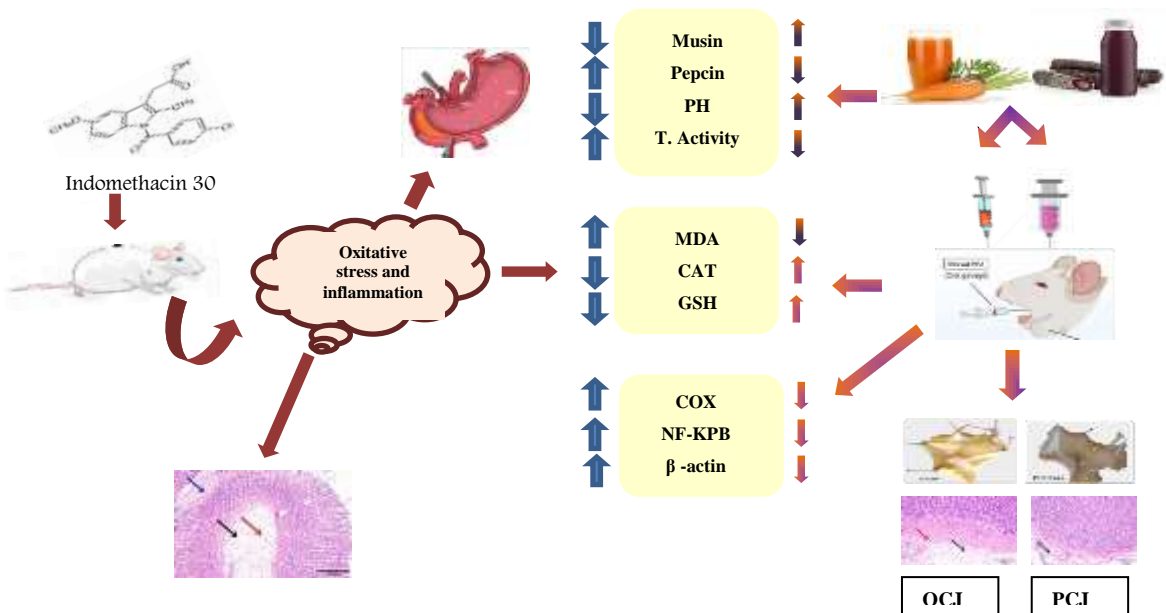 Indomethacin 30
Oxitative
stress and
inflammation
Musin
Pepcin
PH
T. Activity
MDA
CAT
GSH
COX
NF-KPB
β -actin
OCJ
PCJ